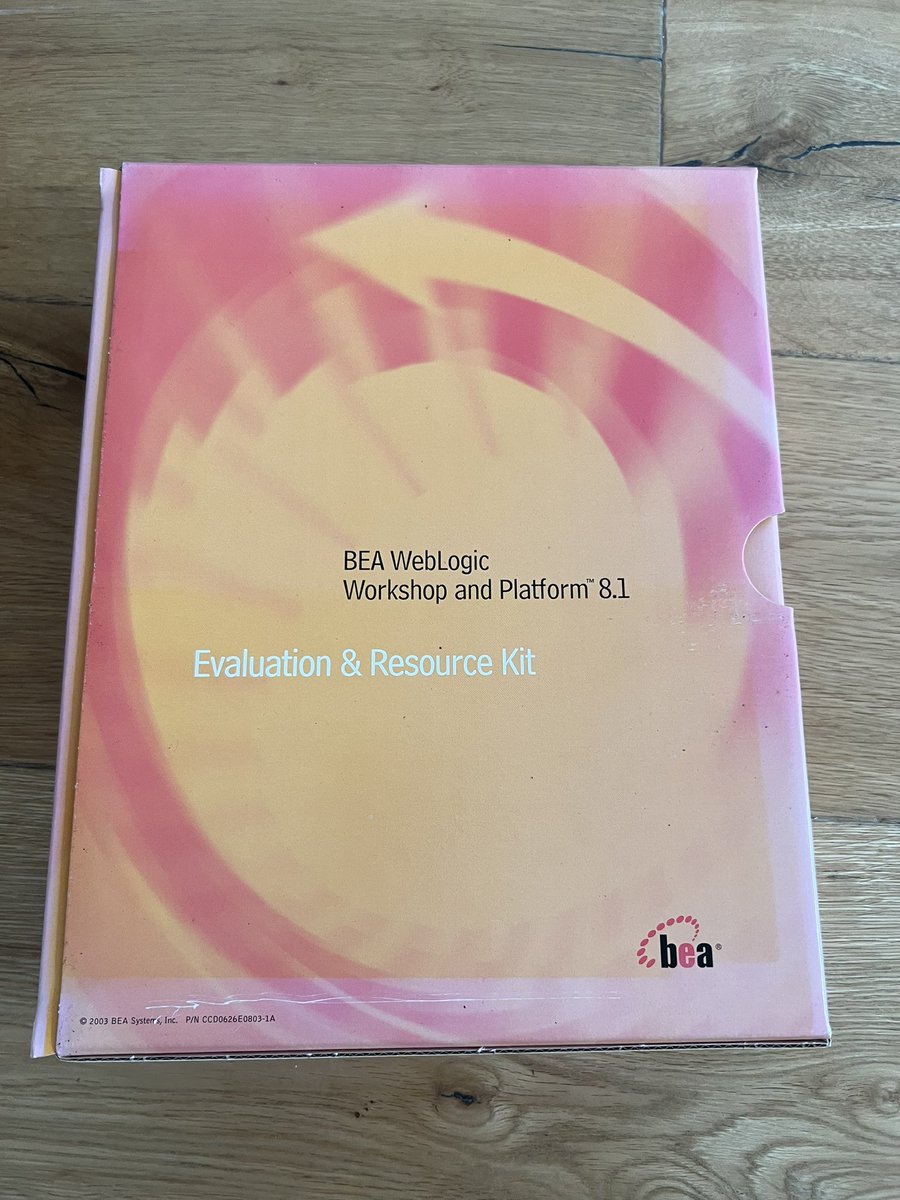 BEA WebLogic
Workshop and Platform™ 8.1
Evaluation & Resource Kit
bea®
© 2003 BEA Systems, Inc. P/N CCD0626E0803-1A